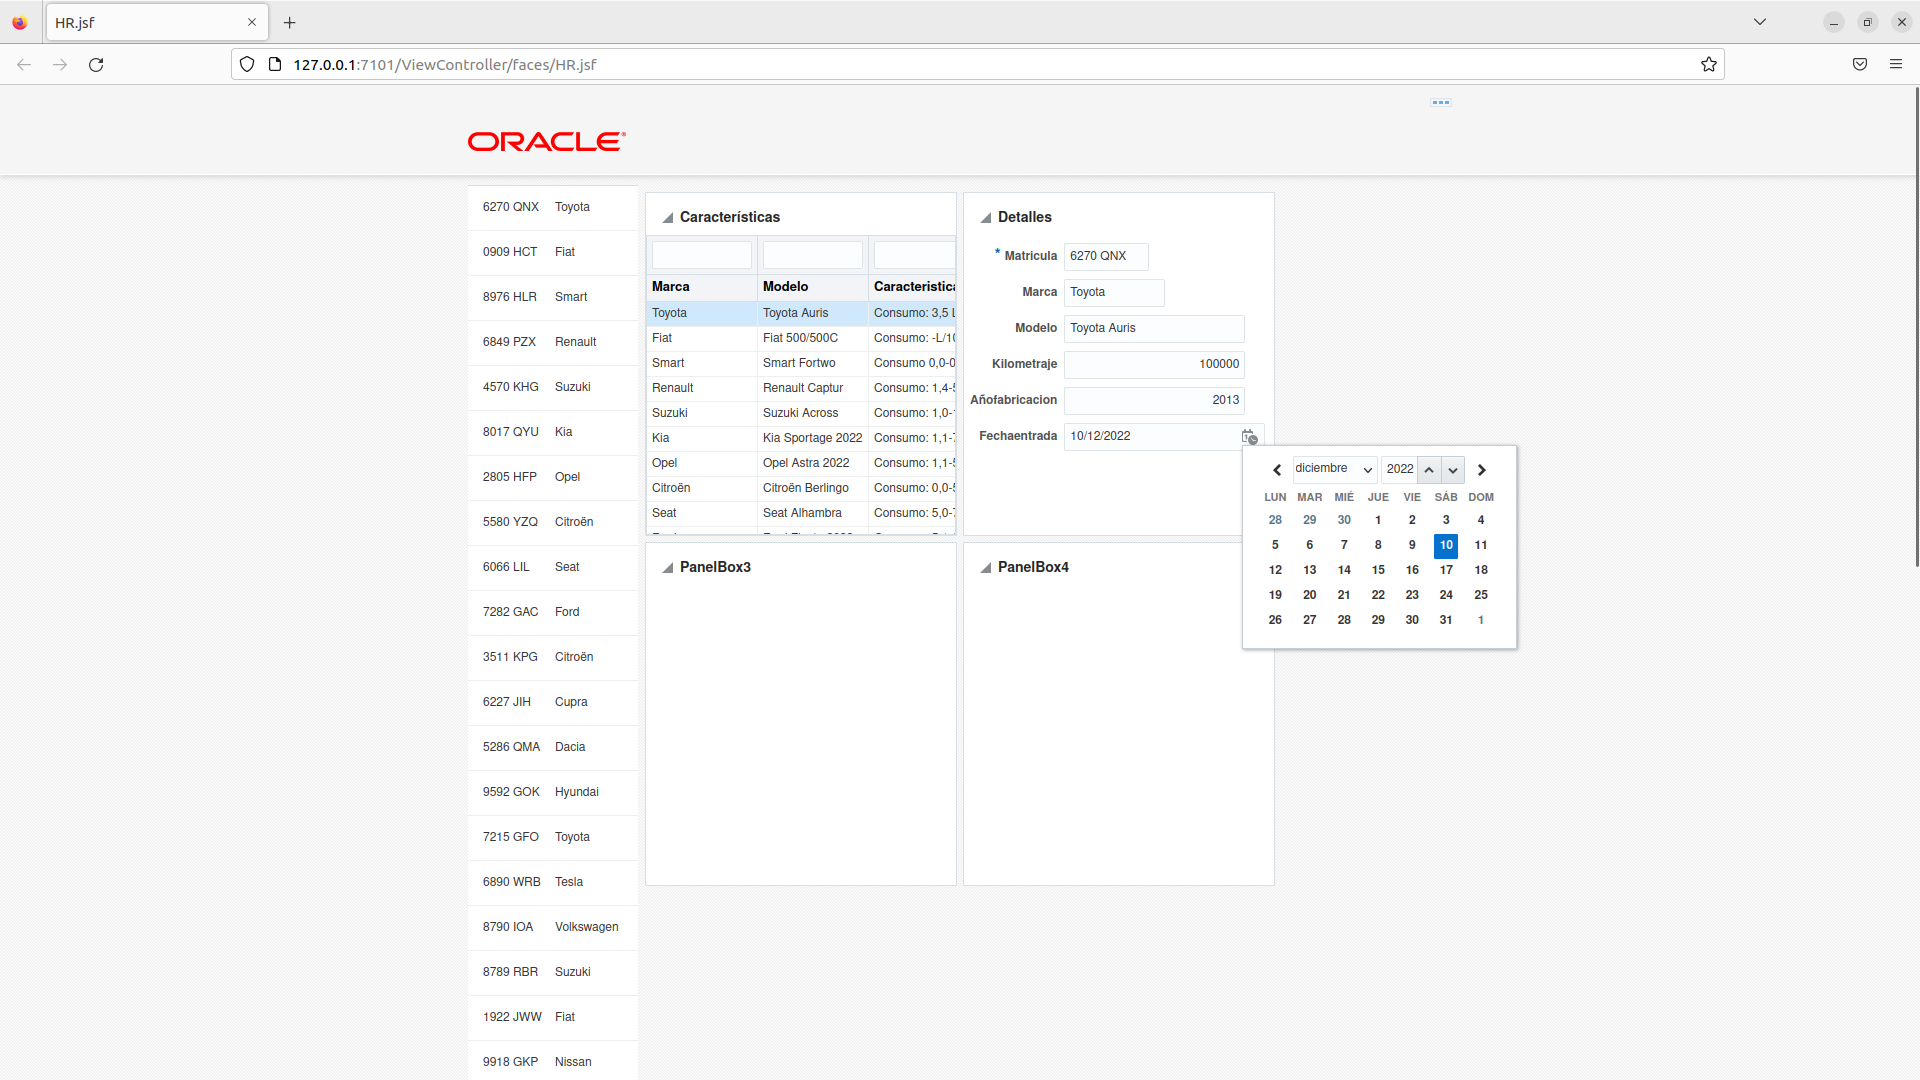 HR.jsf
127.0.0.1:7101/ViewController/faces/HR.jsf
ORACLE
6270 QNX Toyota
0909 HCT Fiat
8976 HLR Smart
6849 PZX Renault
4570 KHG Suzuki
8017 QYU Kia
2805 HFP Opel
5580 YZQ Citroën
6066 LIL Seat
7282 GAC Ford
3511 KPG Citroën
6227 JIH Cupra
5286 QMA Dacia
9592 GOK Hyundai
7215 GFO Toyota
6890 WRB Tesla
8790 IOA Volkswagen
8789 RBR Suzuki
1922 JWW Fiat
9918 GKP Nissan
Características
Marca Modelo Caracteristica
Toyota Toyota Auris Consumo: 3,5 L
Fiat Fiat 500/500C Consumo: -L/10
Smart Smart Fortwo Consumo 0,0-0
Renault Renault Captur Consumo: 1,4-5
Suzuki Suzuki Across Consumo: 1,0-
Kia Kia Sportage 2022 Consumo: 1,1-7
Opel Opel Astra 2022 Consumo: 1,1-5
Citroën Citroën Berlingo Consumo: 0,0-5
Seat Seat Alhambra Consumo: 5,0-7
Detalles
* Matricula 6270 QNX
Marca Toyota
Modelo Toyota Auris
Kilometraje 100000
Añofabricacion 2013
Fechaentrada 10/12/2022
diciembre 2022
LUN MAR MIÉ JUE VIE SÁB DOM
28 29 30 1 2 3 4
5 6 7 8 9 10 11
12 13 14 15 16 17 18
19 20 21 22 23 24 25
26 27 28 29 30 31 1
PanelBox3
PanelBox4